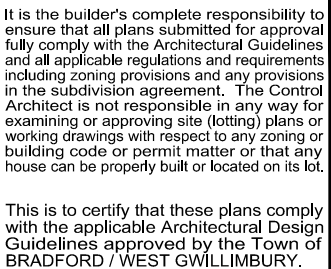 It is the builder's complete responsibility to
ensure that all plans submitted for approval
fully comply with the Architectural Guidelines
and all applicable regulations and requirements
including zoning provisions and any provisions
in the subdivision agreement. The Control
Architect is not responsible in any way for
examining or approving site (lotting) plans or
working drawings with respect to any zoning or
building code or permit matter or that any
house can be properly built or located on its lot.
This is to certify that these plans comply
with the applicable Architectural Design
Guidelines approved by the Town of
BRADFORD / WEST GWILLIMBURY.